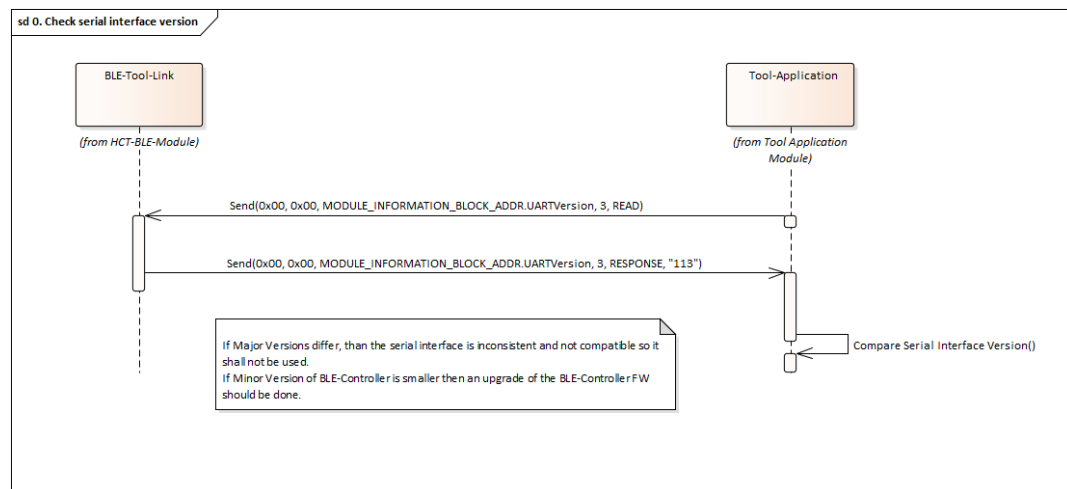 sd 0. Check serial interface version
BLE-Tool-Link
Tool-Application
(from HCT-BLE-Module)
(from Tool Application
Module)
Send(0x00, 0x00, MODULE_INFORMATION_BLOCK_ADDR.UARTVersion, 3, READ)
Send(0x00, 0x00, MODULE_INFORMATION_BLOCK_ADDR.UARTVersion, 3, RESPONSE, "113")
If Major Versions differ, than the serial interface is inconsistent and not compatible so it
shall not be used.
If Minor Version of BLE-Controller is smaller then an upgrade of the BLE-Controller FW
should be done.
Compare Serial Interface Version()